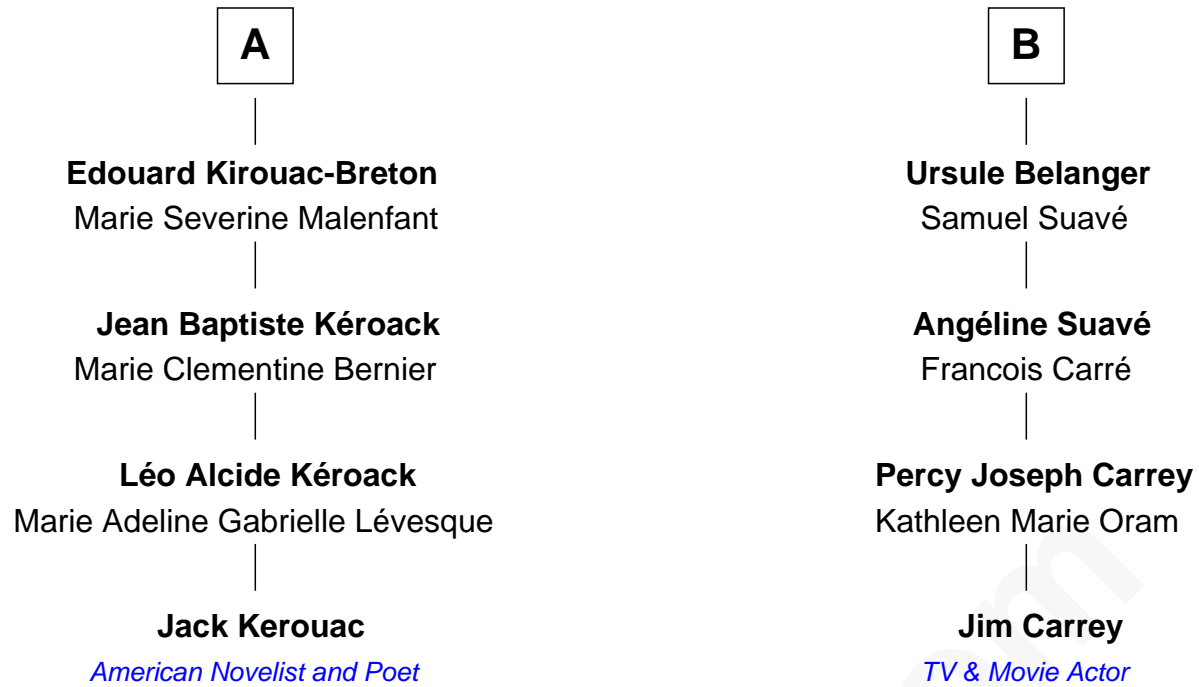 A
Edouard Kirouac-Breton
Marie Severine Malenfant
Jean Baptiste Kéroack
Marie Clementine Bernier
Léo Alcide Kéroack
Marie Adeline Gabrielle Lévesque
Jack Kerouac
American Novelist and Poet
B
Ursule Belanger
Samuel Suavé
Angéline Suavé
Francois Carré
Percy Joseph Carrey
Kathleen Marie Oram
Jim Carrey
TV & Movie Actor
om